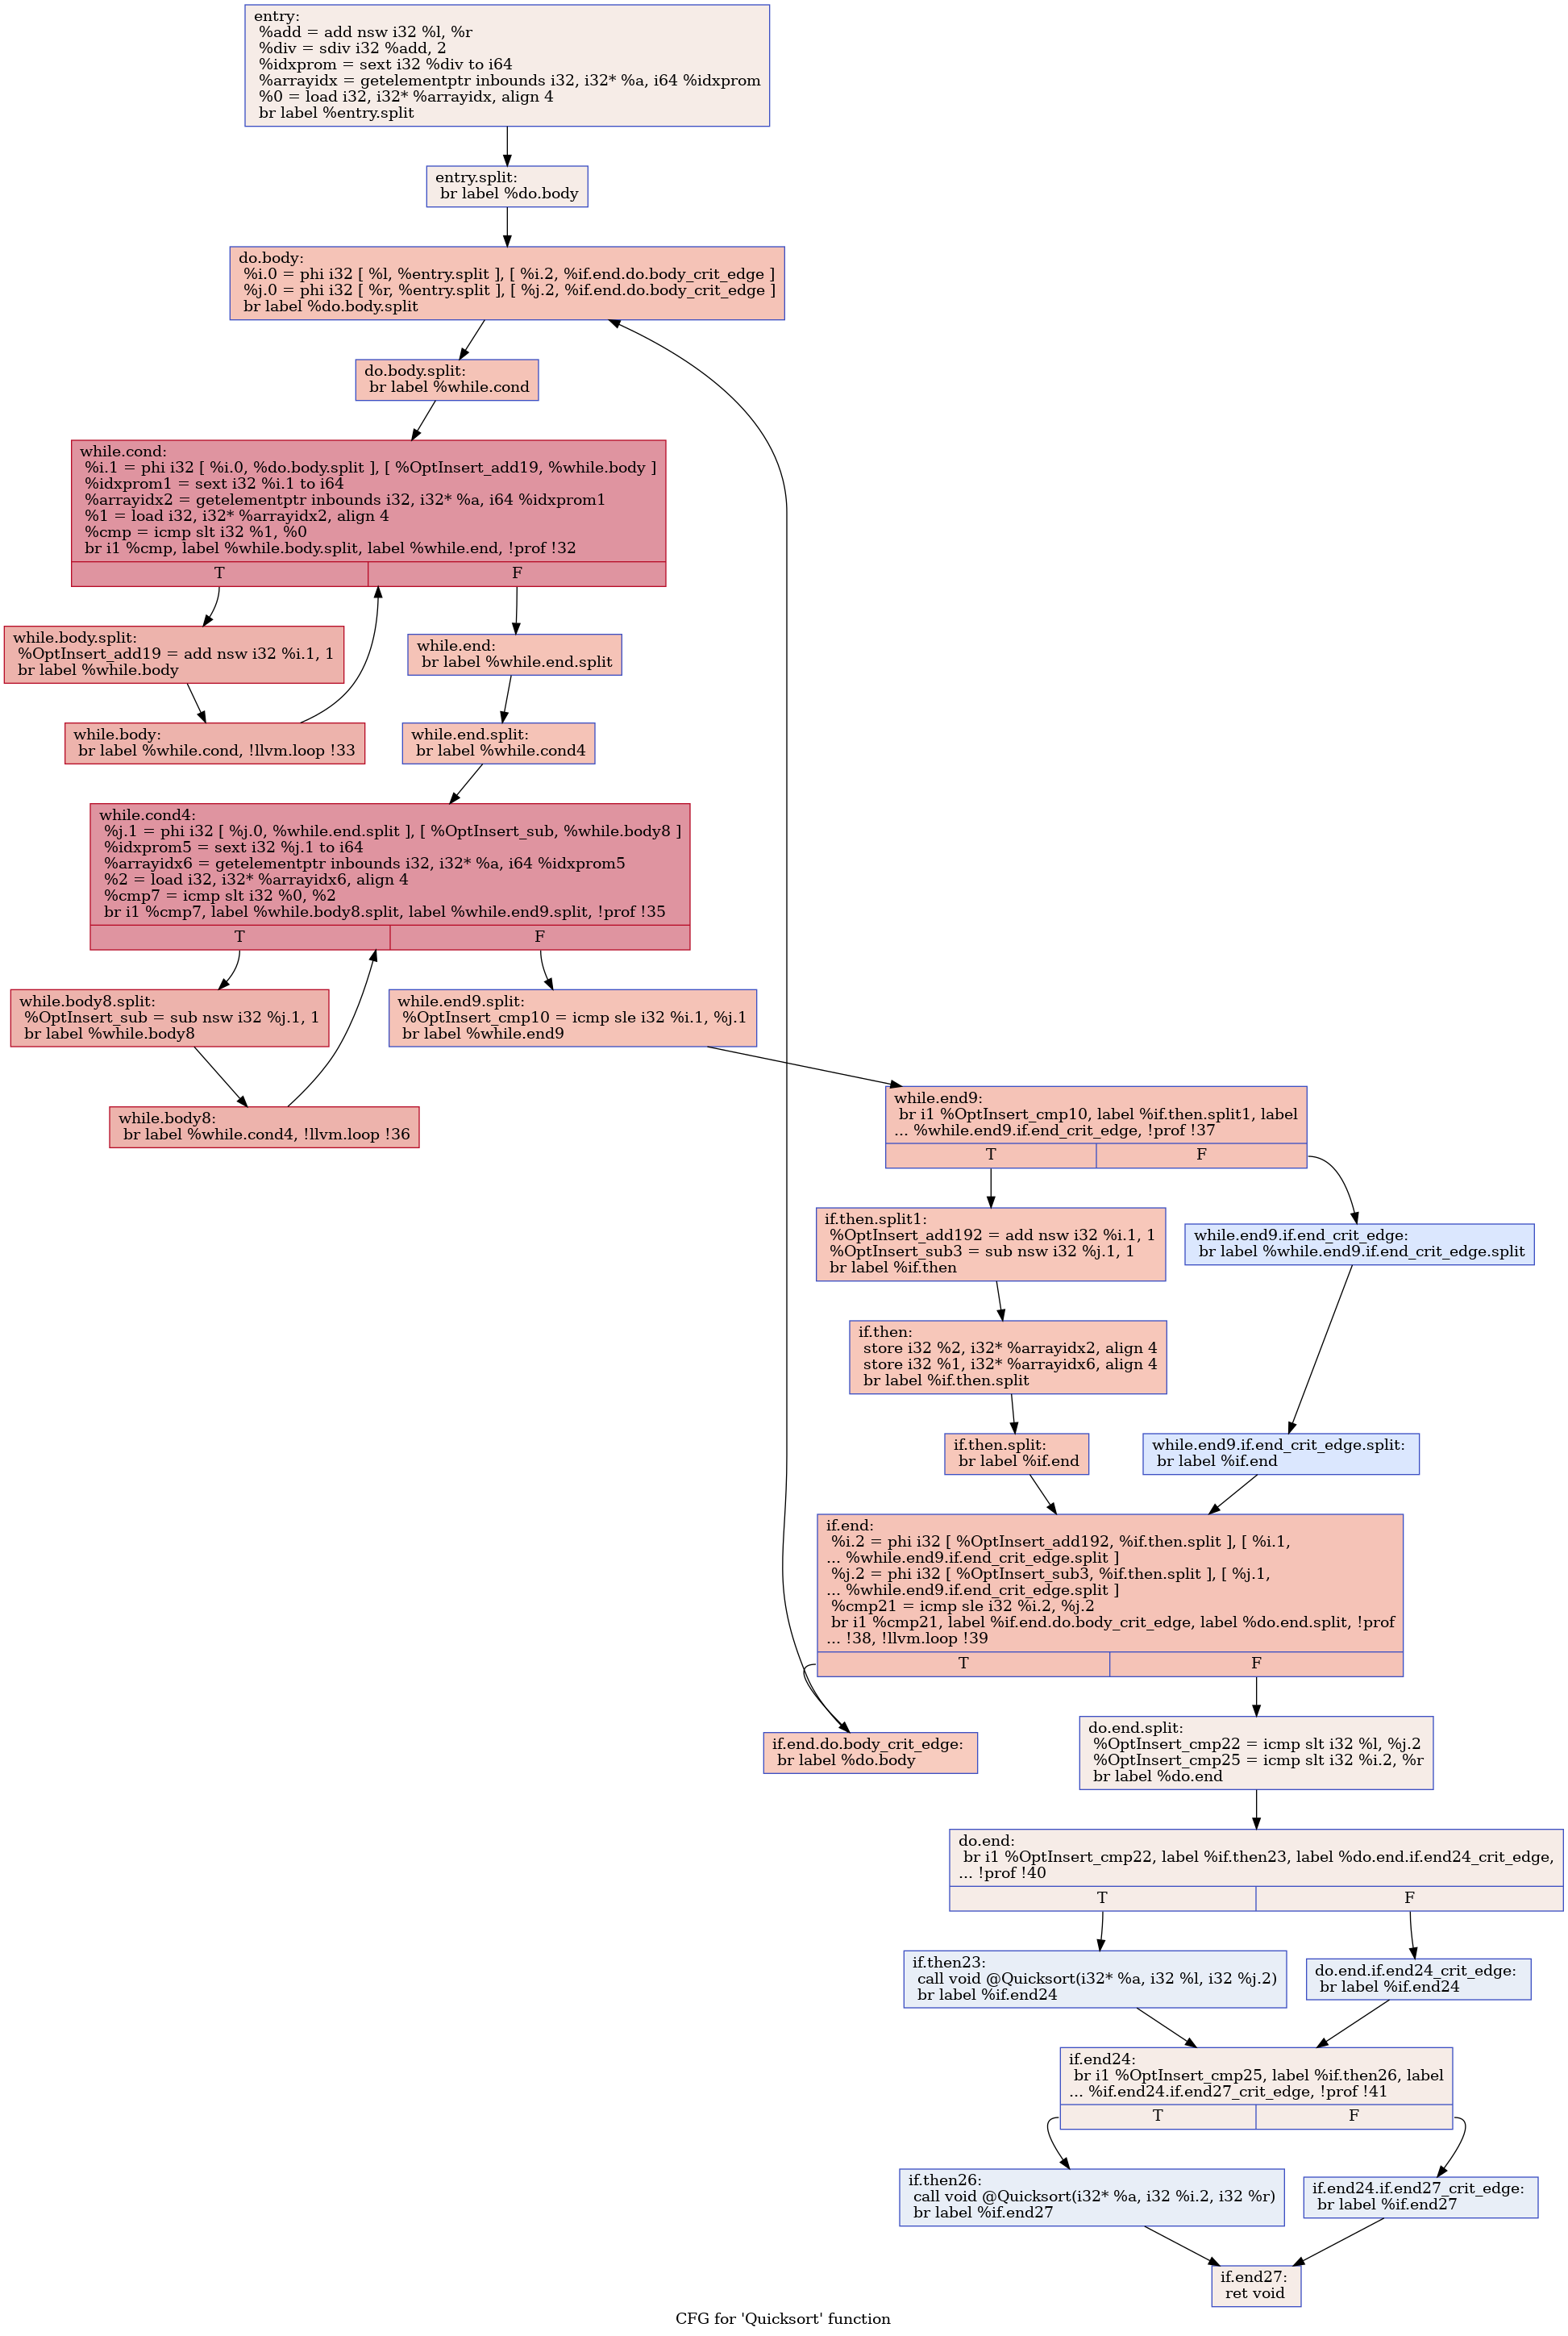 entry:
%add = add nsw i32 %l, %r
%div = sdiv i32 %add, 2
%idxprom = sext i32 %div to i64
%arrayidx = getelementptr inbounds i32, i32* %a, i64 %idxprom
%0 = load i32, i32* %arrayidx, align 4
br label %entry.split
entry.split:
br label %do.body
do.body:
%i.0 = phi i32 [ %l, %entry.split ], [ %i.2, %if.end.do.body_crit_edge ]
%j.0 = phi i32 [ %r, %entry.split ], [ %j.2, %if.end.do.body_crit_edge ]
br label %do.body.split
do.body.split:
br label %while.cond
while.cond:
%i.1 = phi i32 [ %i.0, %do.body.split ], [ %OptInsert_add19, %while.body ]
%idxprom1 = sext i32 %i.1 to i64
%arrayidx2 = getelementptr inbounds i32, i32* %a, i64 %idxprom1
%1 = load i32, i32* %arrayidx2, align 4
%cmp = icmp slt i32 %1, %0
br i1 %cmp, label %while.body.split, label %while.end, !prof !32
T F
while.body.split:
%OptInsert_add19 = add nsw i32 %i.1, 1
br label %while.body
while.end:
br label %while.end.split
while.body:
br label %while.cond, !llvm.loop !33
while.end.split:
br label %while.cond4
while.cond4:
%j.1 = phi i32 [ %j.0, %while.end.split ], [ %OptInsert_sub, %while.body8 ]
%idxprom5 = sext i32 %j.1 to i64
%arrayidx6 = getelementptr inbounds i32, i32* %a, i64 %idxprom5
%2 = load i32, i32* %arrayidx6, align 4
%cmp7 = icmp slt i32 %0, %2
br i1 %cmp7, label %while.body8.split, label %while.end9.split, !prof !35
T F
while.body8.split:
%OptInsert_sub = sub nsw i32 %j.1, 1
br label %while.body8
while.end9.split:
%OptInsert_cmp10 = icmp sle i32 %i.1, %j.1
br label %while.end9
while.body8:
br label %while.cond4, !llvm.loop !36
while.end9:
br i1 %OptInsert_cmp10, label %if.then.split1, label
... %while.end9.if.end_crit_edge, !prof !37
T F
if.then.split1:
%OptInsert_add192 = add nsw i32 %i.1, 1
%OptInsert_sub3 = sub nsw i32 %j.1, 1
br label %if.then
while.end9.if.end_crit_edge:
br label %while.end9.if.end_crit_edge.split
if.then:
store i32 %2, i32* %arrayidx2, align 4
store i32 %1, i32* %arrayidx6, align 4
br label %if.then.split
if.then.split:
br label %if.end
while.end9.if.end_crit_edge.split:
br label %if.end
if.end:
%i.2 = phi i32 [ %OptInsert_add192, %if.then.split ], [ %i.1,
... %while.end9.if.end_crit_edge.split ]
%j.2 = phi i32 [ %OptInsert_sub3, %if.then.split ], [ %j.1,
... %while.end9.if.end_crit_edge.split ]
%cmp21 = icmp sle i32 %i.2, %j.2
br i1 %cmp21, label %if.end.do.body_crit_edge, label %do.end.split, !prof
... !38, !llvm.loop !39
T F
if.end.do.body_crit_edge:
br label %do.body
do.end.split:
%OptInsert_cmp22 = icmp slt i32 %l, %j.2
%OptInsert_cmp25 = icmp slt i32 %i.2, %r
br label %do.end
do.end:
br i1 %OptInsert_cmp22, label %if.then23, label %do.end.if.end24_crit_edge,
... !prof !40
T F
if.then23:
call void @Quicksort(i32* %a, i32 %l, i32 %j.2)
br label %if.end24
do.end.if.end24_crit_edge:
br label %if.end24
if.end24:
br i1 %OptInsert_cmp25, label %if.then26, label
... %if.end24.if.end27_crit_edge, !prof !41
T F
if.then26:
call void @Quicksort(i32* %a, i32 %i.2, i32 %r)
br label %if.end27
if.end24.if.end27_crit_edge:
br label %if.end27
if.end27:
ret void
CFG for 'Quicksort' function